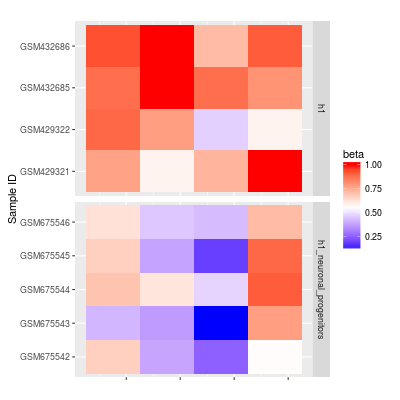 GSM432686
GSM432685
GSM429322
GSM429321
h1
GSM675546
GSM675545
GSM675544
GSM675543
GSM675542
h1_neuronal_progenitors
Sample ID
beta
1.00
0.75
0.50
0.25